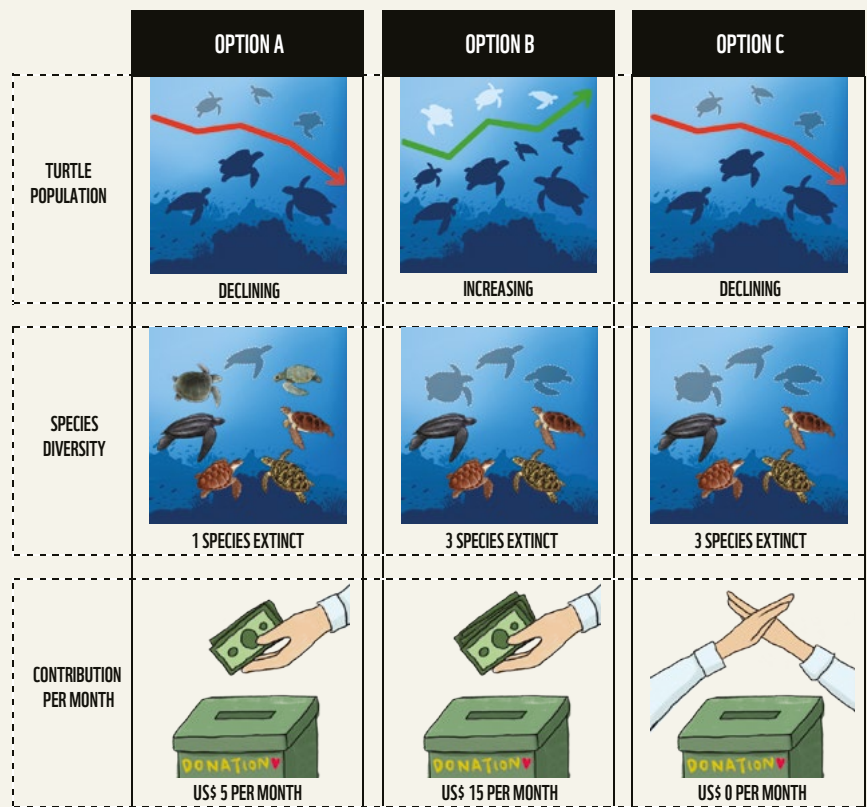 OPTION A
OPTION B
OPTION C
TURTLE
POPULATION
DECLINING
INCREASING
DECLINING
SPECIES
DIVERSITY
1 SPECIES EXTINCT
3 SPECIES EXTINCT
3 SPECIES EXTINCT
CONTRIBUTION
PER MONTH
DONATION
DONATION
DONATION
US$ 5 PER MONTH
US$ 15 PER MONTH
US$ 0 PER MONTH